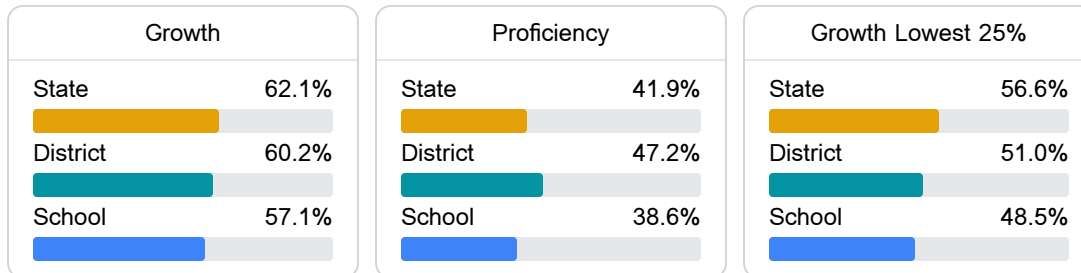 Growth
State 62.1%
District 60.2%
School 57.1%
Proficiency
State 41.9%
District 47.2%
School 38.6%
Growth Lowest 25%
State 56.6%
District 51.0%
School 48.5%